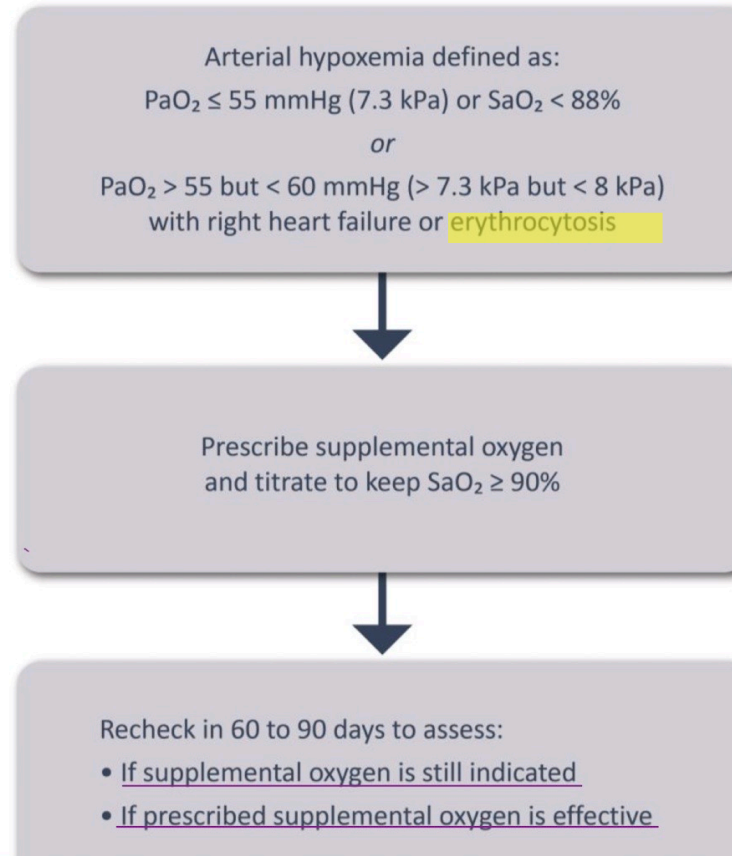 Arterial hypoxemia defined as:
PaO₂ ≤ 55 mmHg (7.3 kPa) or SaO₂ < 88%
or
PaO₂ > 55 but < 60 mmHg (> 7.3 kPa but < 8 kPa)
with right heart failure or erythrocytosis
Prescribe supplemental oxygen
and titrate to keep SaO₂ ≥ 90%
Recheck in 60 to 90 days to assess:
• If supplemental oxygen is still indicated
• If prescribed supplemental oxygen is effective